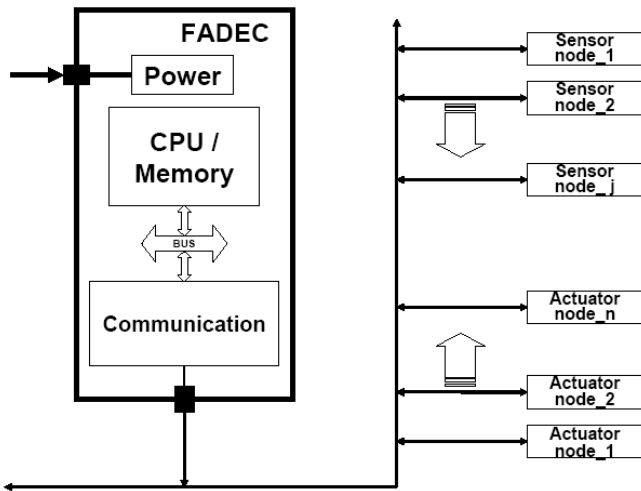 FADEC
Power
CPU /
Memory
BUS
Communication
Sensor
node_1
Sensor
node_2
Sensor
node_j
Actuator
node_n
Actuator
node_2
Actuator
node_1